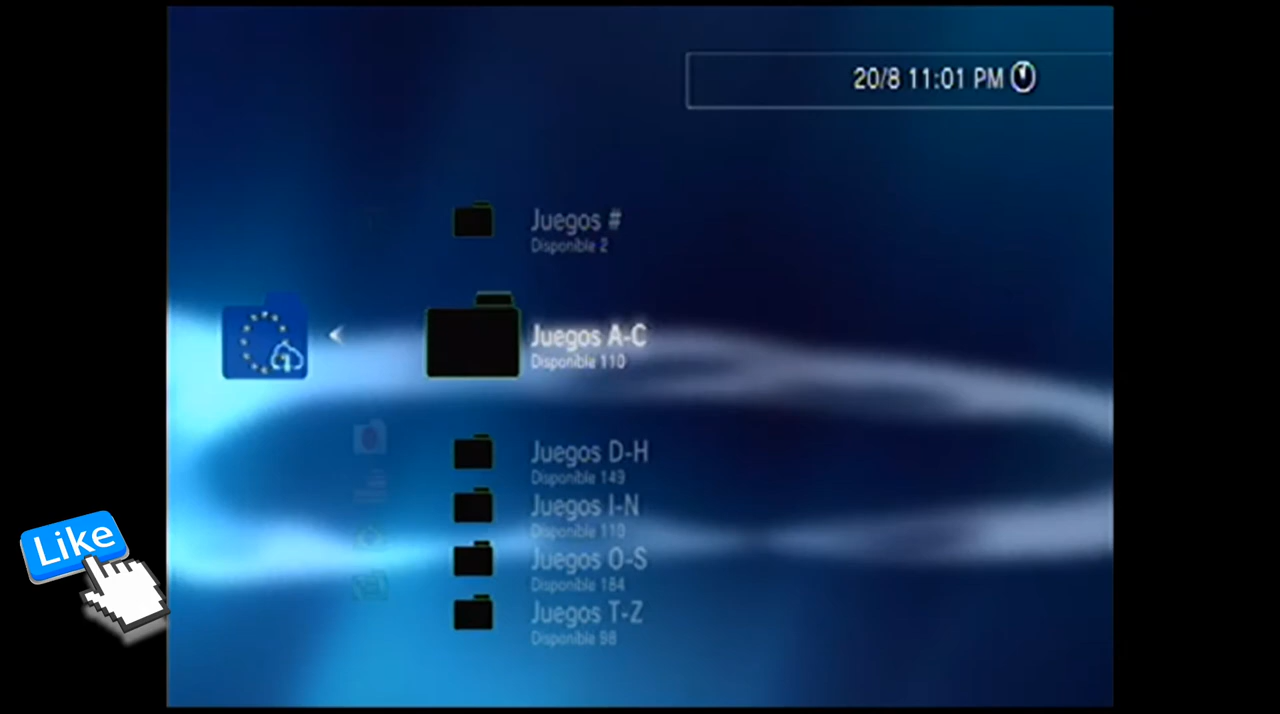 20/8 11:01 PM
Juegos #
Disponible 2
Juegos A-C
Disponible 110
Juegos D-H
Disponible 149
Juegos I-N
Disponible 110
Juegos O-S
Disponible 184
Juegos T-Z
Disponible 98
Like